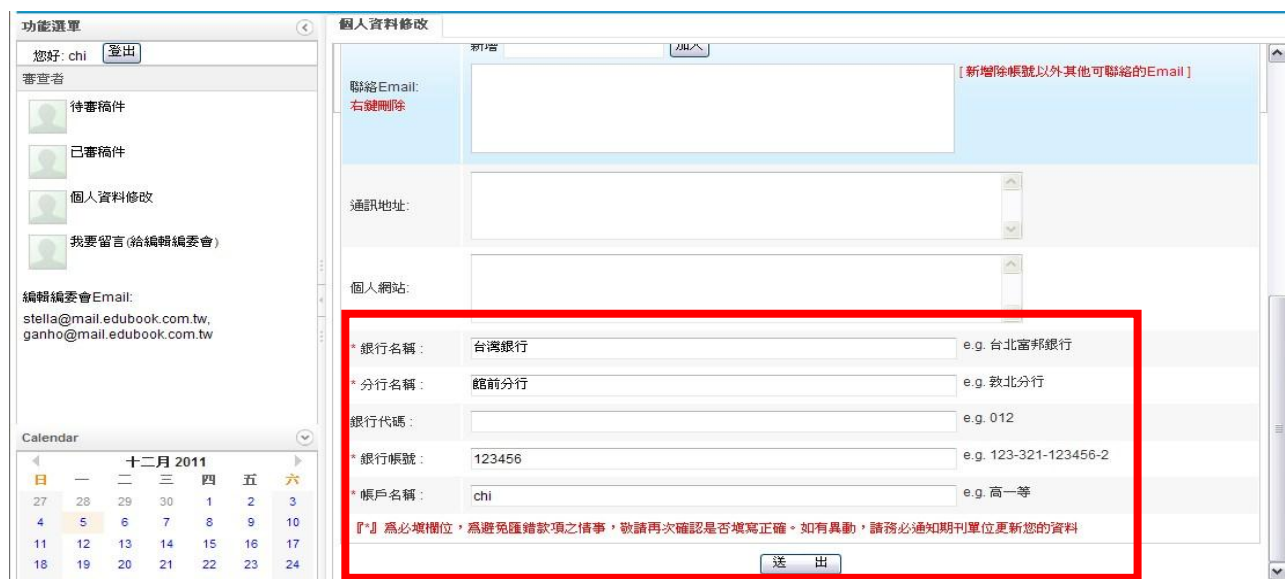 功能選單
您好: chi 登出
審查者
待審稿件
已審稿件
個人資料修改
我要留言(給編輯編委會)
編輯編委會Email:
stella@mail.edubook.com.tw,
ganho@mail.edubook.com.tw
Calendar
十二月 2011
日 一 二 三 四 五 六
27 28 29 30 1 2 3
4 5 6 7 8 9 10
11 12 13 14 15 16 17
18 19 20 21 22 23 24
個人資料修改
新增 加入
聯絡Email:
右鍵刪除
[ 新增除帳號以外其他可聯絡的Email ]
通訊地址:
個人網站:
* 銀行名稱 : 台灣銀行 e.g. 台北富邦銀行
* 分行名稱 : 館前分行 e.g. 敦北分行
銀行代碼 : e.g. 012
* 銀行帳號 : 123456 e.g. 123-321-123456-2
* 帳戶名稱 : chi e.g. 高一等
『*』為必填欄位，為避免匯錯款項之情事，敬請再次確認是否填寫正確。如有異動，請務必通知期刊單位更新您的資料
送 出